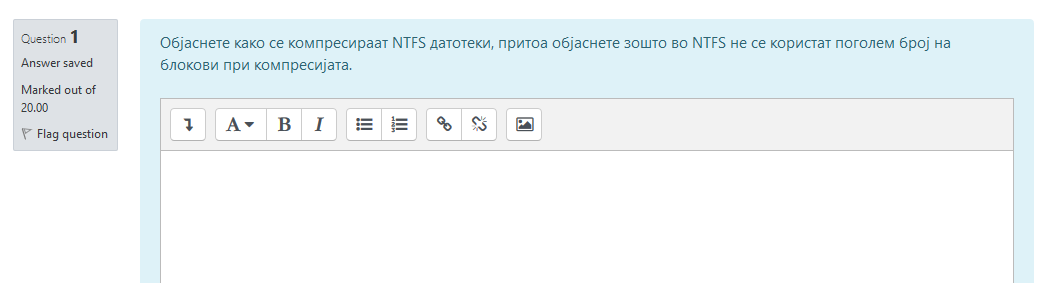 Question 1
Answer saved
Marked out of
20.00
Flag question
Објаснете како се компресираат NTFS датотеки, притоа објаснете зошто во NTFS не се користат поголем број на
блокови при компресијата.
A B I